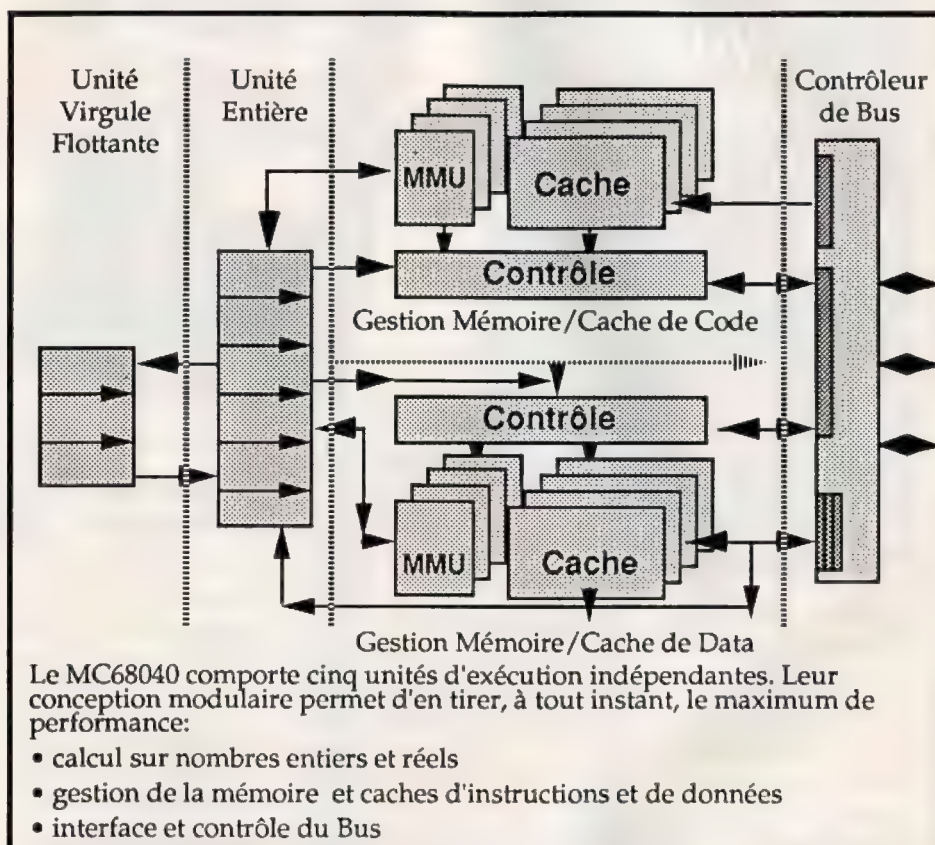 Unité
Virgule
Flottante
Unité
Entière
Contrôleur
de Bus
MMU
Cache
Contrôle
Gestion Mémoire/Cache de Code
Contrôle
MMU
Cache
Gestion Mémoire/Cache de Data
Le MC68040 comporte cinq unités d'exécution indépendantes. Leur
conception modulaire permet d'en tirer, à tout instant, le maximum de
performance:
• calcul sur nombres entiers et réels
• gestion de la mémoire et caches d'instructions et de données
• interface et contrôle du Bus